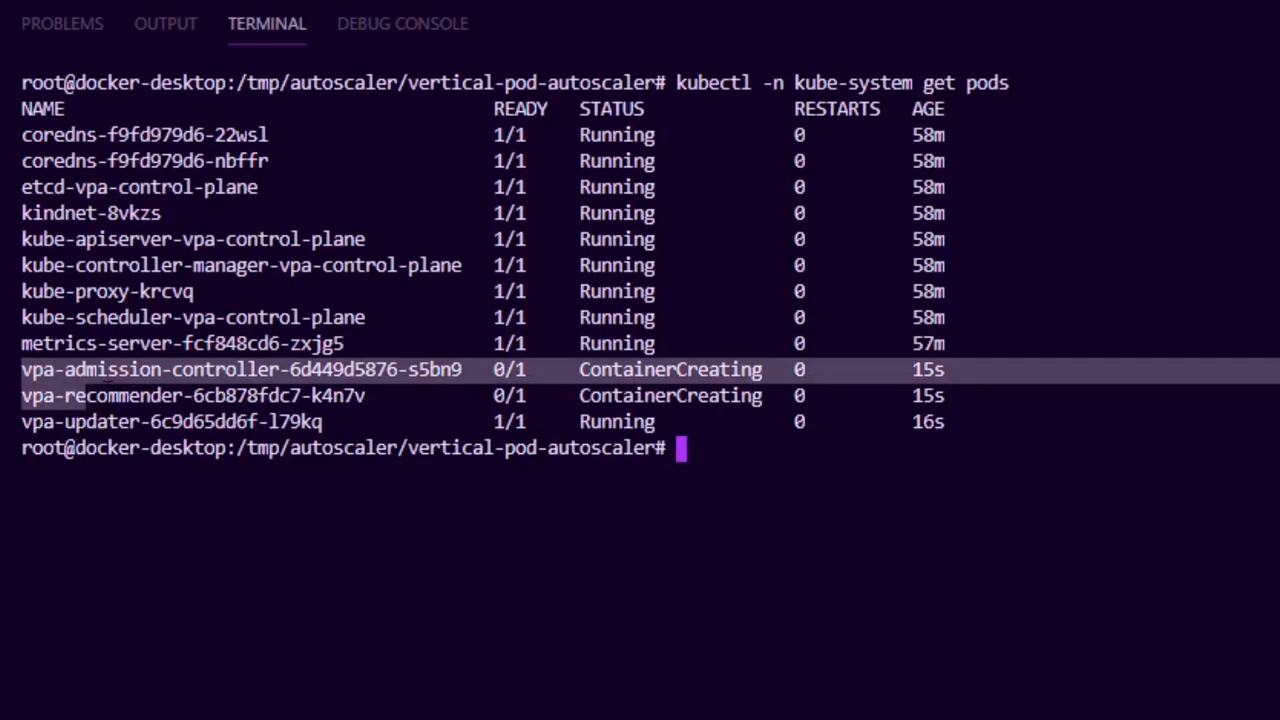 PROBLEMS OUTPUT TERMINAL DEBUG CONSOLE
root@docker-desktop:/tmp/autoscaler/vertical-pod-autoscaler# kubectl -n kube-system get pods
NAME READY STATUS RESTARTS AGE
coredns-f9fd979d6-22wsl 1/1 Running 0 58m
coredns-f9fd979d6-nbffr 1/1 Running 0 58m
etcd-vpa-control-plane 1/1 Running 0 58m
kindnet-8vkzs 1/1 Running 0 58m
kube-apiserver-vpa-control-plane 1/1 Running 0 58m
kube-controller-manager-vpa-control-plane 1/1 Running 0 58m
kube-proxy-krcvq 1/1 Running 0 58m
kube-scheduler-vpa-control-plane 1/1 Running 0 58m
metrics-server-fcf848cd6-zxjg5 1/1 Running 0 57m
vpa-admission-controller-6d449d5876-s5bn9 0/1 ContainerCreating 0 15s
vpa-recommender-6cb878fdc7-k4n7v 0/1 ContainerCreating 0 15s
vpa-updater-6c9d65dd6f-l79kq 1/1 Running 0 16s
root@docker-desktop:/tmp/autoscaler/vertical-pod-autoscaler#